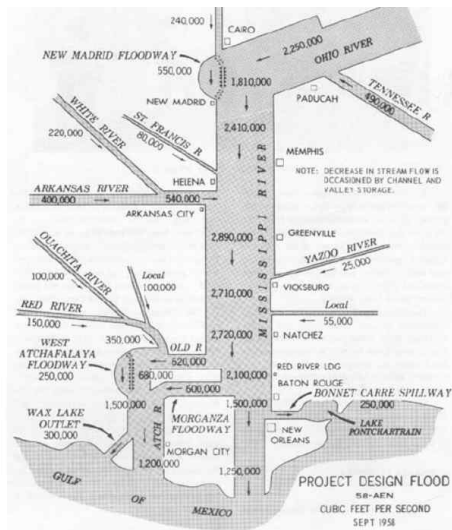 240,000
CAIRO
NEW MADRID FLOODWAY
2,250,000
OHIO RIVER
550,000
1,810,000
TENNESSEE R
490,000
PADUCAH
NEW MADRID
WHITE RIVER
ST. FRANCIS R
80,000
2,410,000
220,000
MEMPHIS
NOTE: DECREASE IN STREAM FLOW IS
OCCASIONED BY CHANNEL AND
VALLEY STORAGE.
HELENA
ARKANSAS RIVER
400,000
540,000
ARKANSAS CITY
MISSISSIPPI RIVER
2,890,000
GREENVILLE
YAZOO RIVER
25,000
OUACHITA RIVER
100,000
Local
100,000
VICKSBURG
2,710,000
RED RIVER
150,000
Local
55,000
350,000
2,720,000
NATCHEZ
OLD R
WEST
ATCHAFALAYA
FLOODWAY
250,000
620,000
680,000
RED RIVER LDG
2,100,000
BATON ROUGE
600,000
BONNET CARRE SPILLWAY
1,500,000
1,500,000
250,000
WAX LAKE
OUTLET
300,000
ATCH R
MORGANZA
FLOODWAY
LAKE
PONTCHARTRAIN
NEW
ORLEANS
MORGAN CITY
1,200,000
1,250,000
GULF OF MEXICO
PROJECT DESIGN FLOOD
58-AEN
CUBIC FEET PER SECOND
SEPT 1958